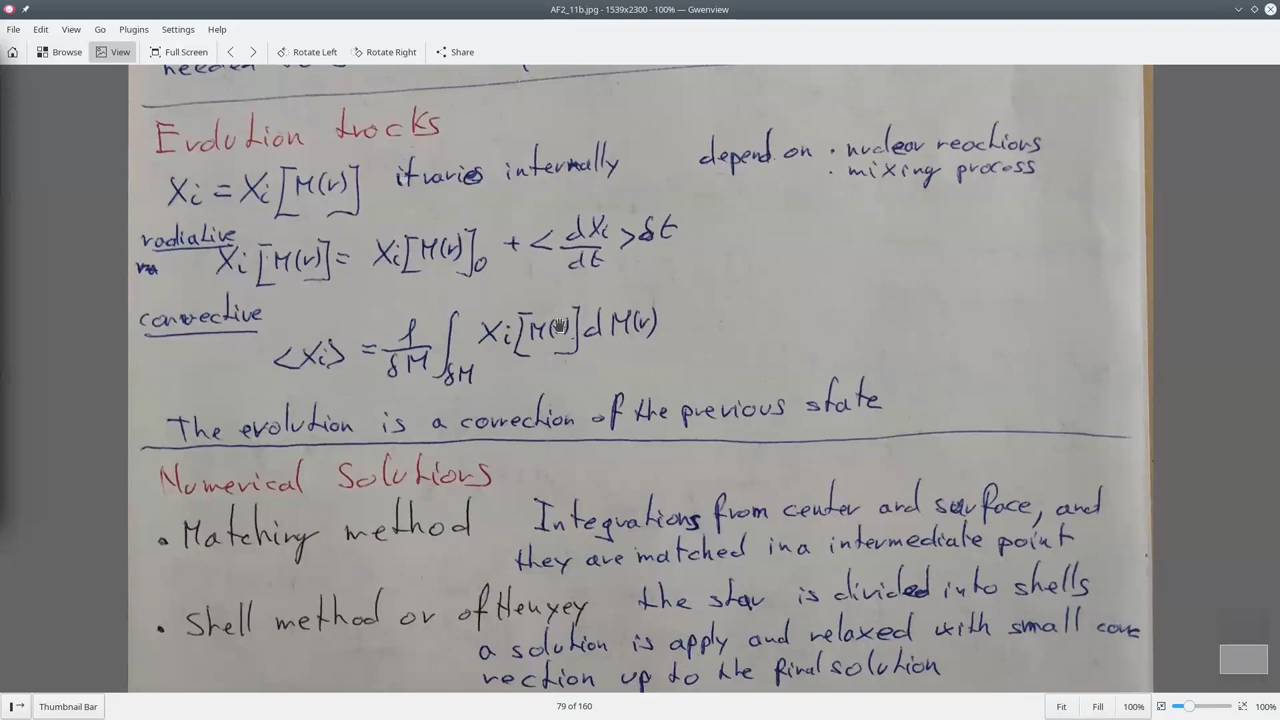 AF2_11b.jpg - 1539x2300 - 100% — Gwenview
File Edit View Go Plugins Settings Help
Browse View Full Screen Rotate Left Rotate Right Share
needed
Evolution tracks
Xi = Xi [M(r)] it varies internally depend on · nuclear reactions
· mixing process
radiative
Xi [M(r)] = Xi [M(r)]₀ + < dXi/dt > δt
convective
<Xi> = 1/δM ∫δM Xi [M(r)] d M(r)
The evolution is a correction of the previous state
Numerical Solutions
• Matching method Integrations from center and surface, and
they are matched in a intermediate point
• Shell method or of Henyey the star is divided into shells
a solution is apply and relaxed with small corre
rection up to the final solution
Thumbnail Bar 79 of 160 Fit Fill 100% 100%